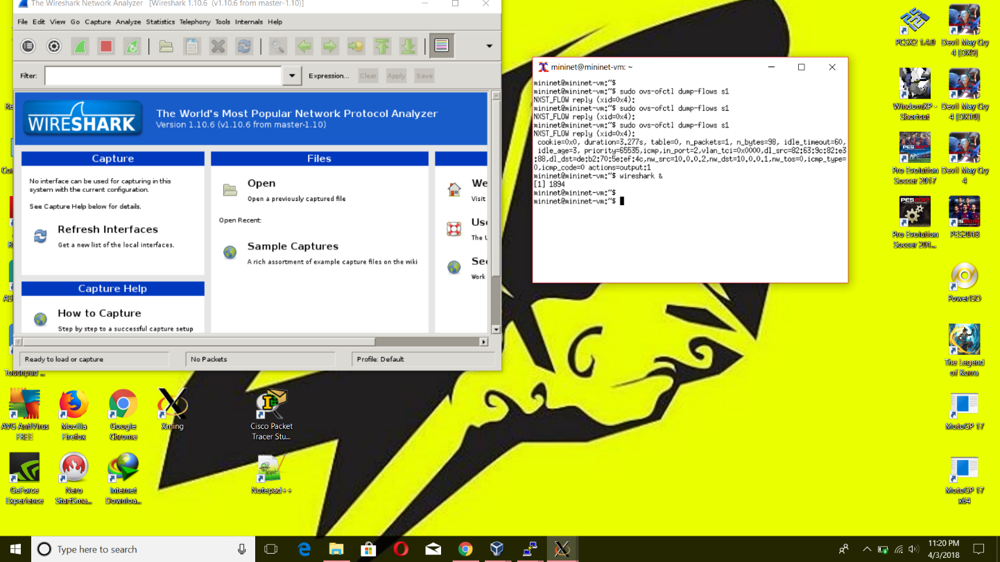 The Wireshark Network Analyzer [Wireshark 1.10.6 (v1.10.6 from master-1.10)]
File Edit View Go Capture Analyze Statistics Telephony Tools Internals Help
Filter: Expression... Clear Apply Save
WIRESHARK
The World's Most Popular Network Protocol Analyzer
Version 1.10.6 (v1.10.6 from master-1.10)
Capture
No interface can be used for capturing in this
system with the current configuration.
See Capture Help below for details.
Refresh Interfaces
Get a new list of the local interfaces.
Capture Help
How to Capture
Step by step to a successful capture setup
Files
Open
Open a previously captured file
Open Recent:
Sample Captures
A rich assortment of example capture files on the wiki
We
Visit
Use
The U
Sec
Work
Ready to load or capture
No Packets
Profile: Default
mininet@mininet-vm: ~
mininet@mininet-vm:~$
mininet@mininet-vm:~$ sudo ovs-ofctl dump-flows s1
NXST_FLOW reply (xid=0x4):
mininet@mininet-vm:~$ sudo ovs-ofctl dump-flows s1
NXST_FLOW reply (xid=0x4):
mininet@mininet-vm:~$ sudo ovs-ofctl dump-flows s1
NXST_FLOW reply (xid=0x4):
cookie=0x0, duration=3.277s, table=0, n_packets=1, n_bytes=98, idle_timeout=60,
idle_age=3, priority=65535,icmp,in_port=2,vlan_tci=0x0000,dl_src=82:63:9c:82:e3
:88,dl_dst=de:b2:70:5e:ef:4c,nw_src=10.0.0.2,nw_dst=10.0.0.1,nw_tos=0,icmp_type=
0,icmp_code=0 actions=output:1
mininet@mininet-vm:~$ wireshark &
[1] 1894
mininet@mininet-vm:~$
mininet@mininet-vm:~$
PCSX2 1.4.0
Devil May Cry
4 [DX9]
WindomXP -
Shortcut
Devil May Cry
4 [DX10]
Pro Evolution
Soccer 2017
Devil May Cry
4
PES2017
Pro Evolution
Soccer 201...
PES2018
PowerISO
The Legend
of Korra
MotoGP 17
MotoGP 17
x64
Touchpad ...
AVG AntiVirus
FREE
Mozilla
Firefox
Google
Chrome
Xming
Cisco Packet
Tracer Stu...
GeForce
Experience
Nero
StartSma...
Internet
Downloa...
Notepad++
Type here to search
11:20 PM
4/3/2018